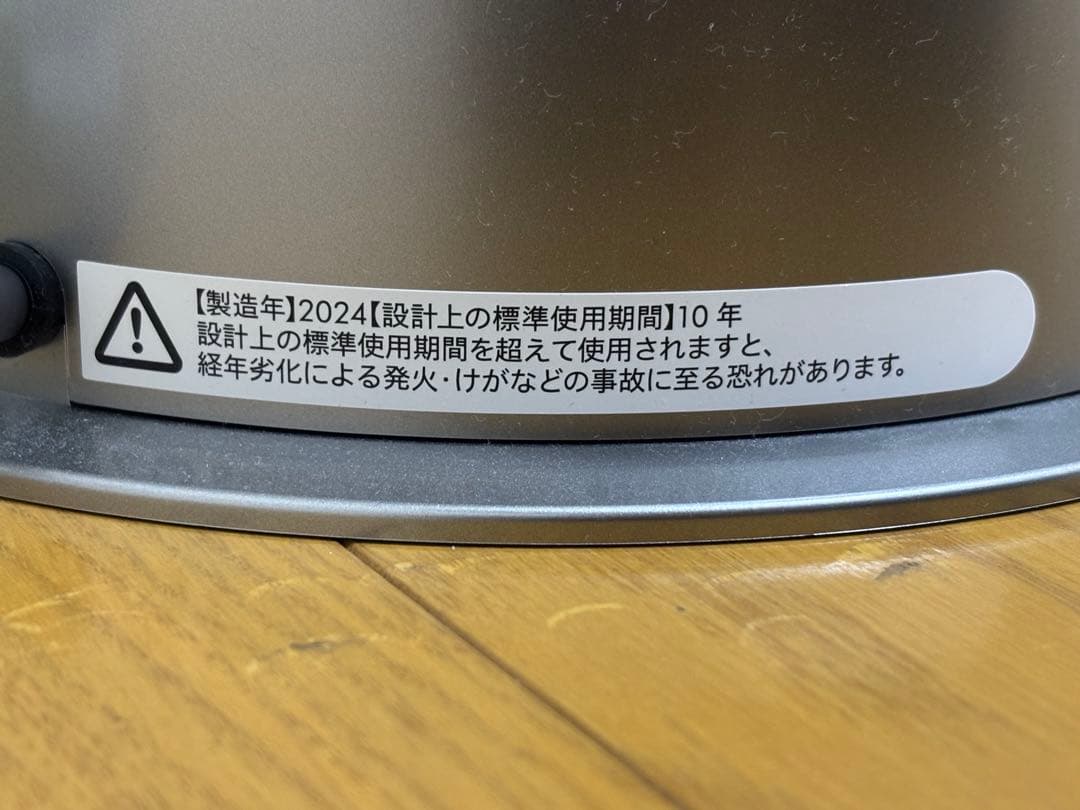 【製造年】2024【設計上の標準使用期間】10 年
設計上の標準使用期間を超えて使用されますと、
経年劣化による発火・けがなどの事故に至る恐れがあります。